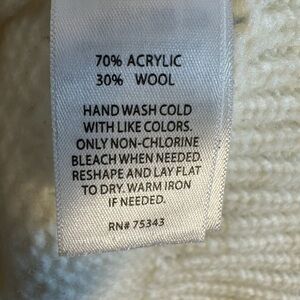 70% ACRYLIC
30% WOOL
HAND WASH COLD
WITH LIKE COLORS.
ONLY NON-CHLORINE
BLEACH WHEN NEEDED.
RESHAPE AND LAY FLAT
TO DRY. WARM IRON
IF NEEDED.
RN# 75343